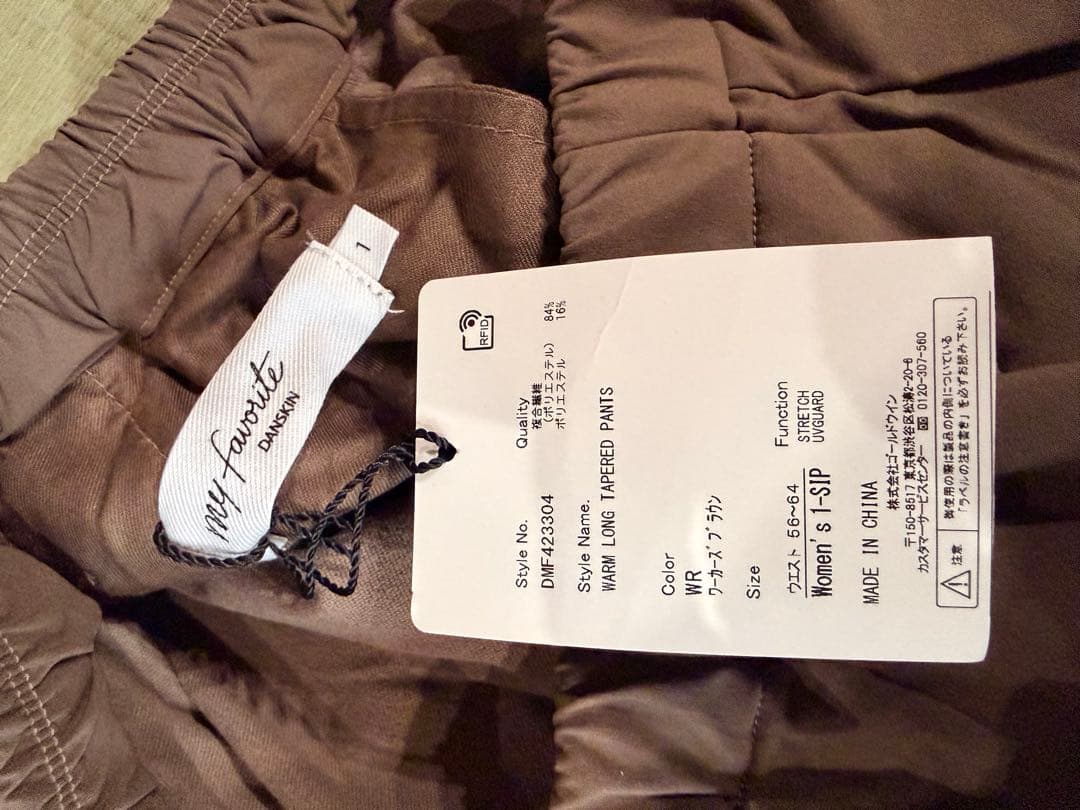 1
my favorite
DANSKIN
RFID
Style No.
DMF423304
Quality
複合繊維
(ポリエステル) 84%
ポリエステル 16%
Style Name.
WARM LONG TAPERED PANTS
Color
WR
ワーカーズブラウン
Size
ウエスト 56~64
Women's 1-SIP
Function
STRETCH
UVGUARD
MADE IN CHINA
株式会社ゴールドウイン
〒150-8517 東京都渋谷区松濤2-20-6
カスタマーサービスセンター 0120-307-560
注意
御使用の際は製品の内側についている
「ラベルの注意書き」を必ずお読み下さい。